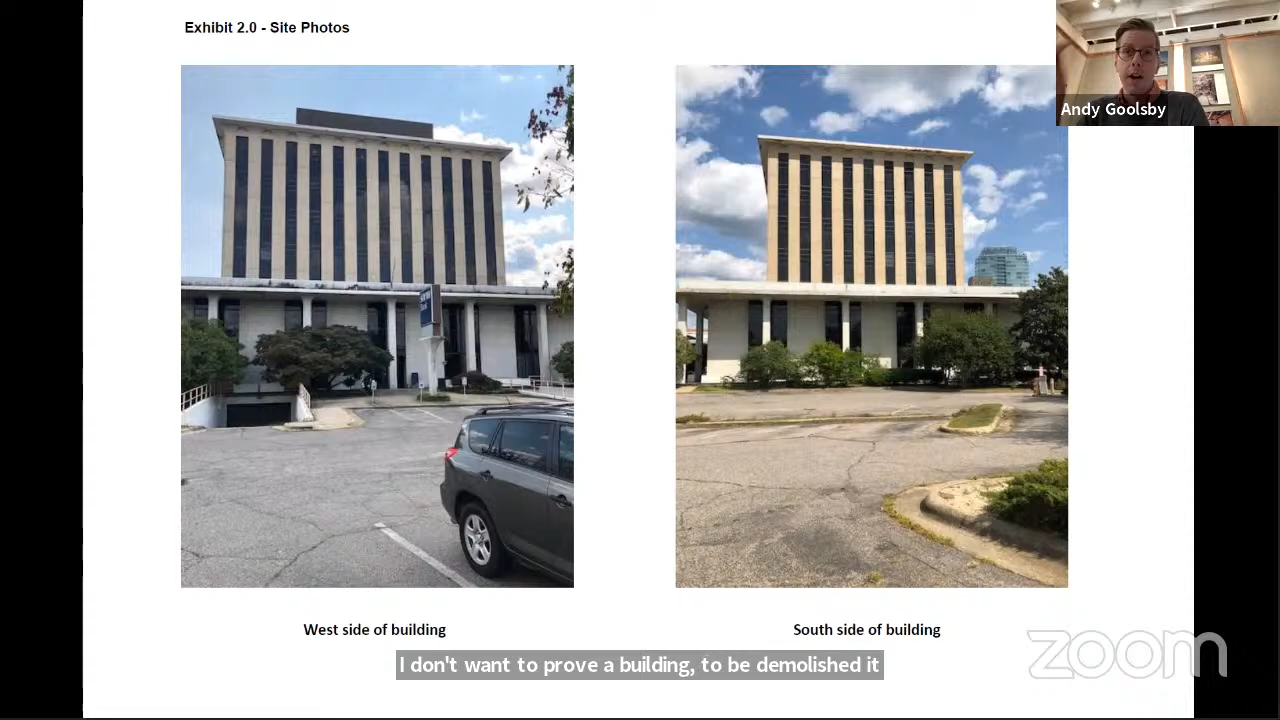 Exhibit 2.0 - Site Photos
Andy Goolsby
West side of building
South side of building
I don't want to prove a building, to be demolished it
zoom